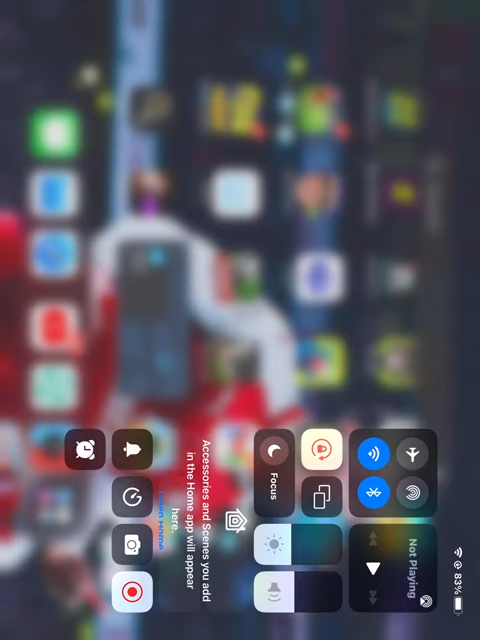 83%
Not Playing
Focus
Accessories and Scenes you add
in the Home app will appear
here.
Open Home